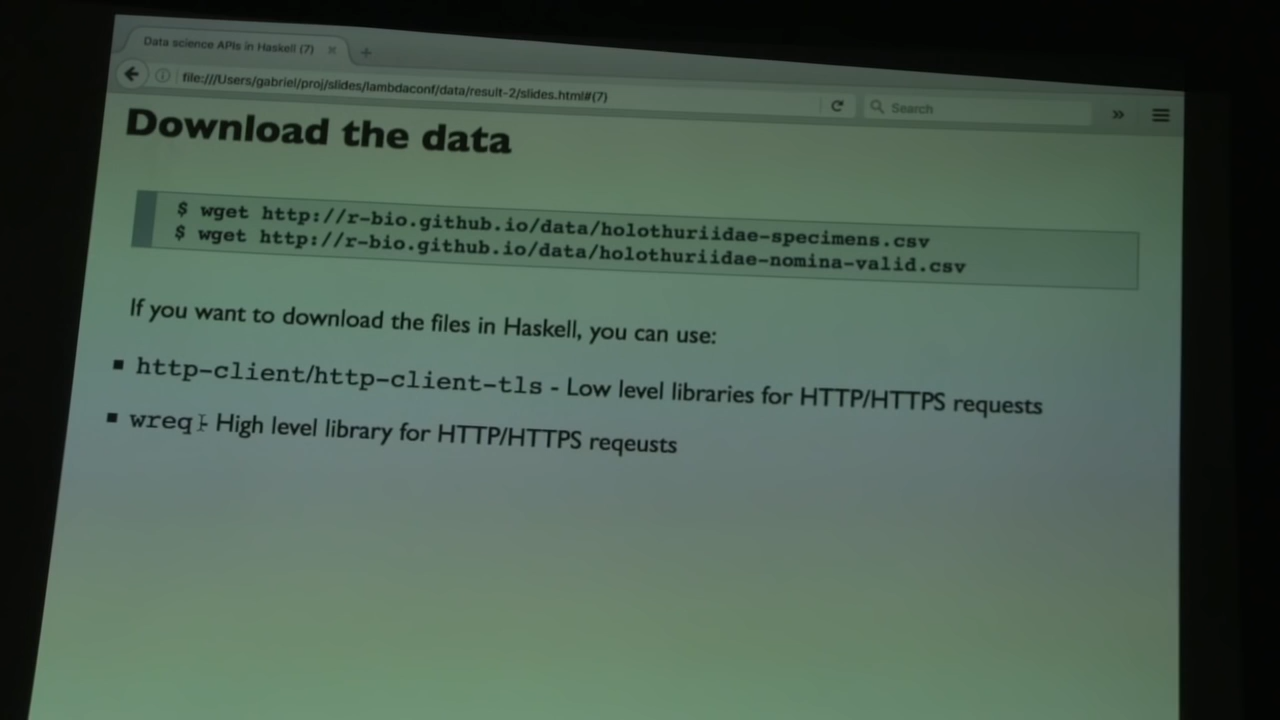 Data science APIs in Haskell (7)
file:///Users/gabriel/proj/slides/lambdaconf/data/result-2/slides.html#(7)
Search
Download the data
$ wget http://r-bio.github.io/data/holothuriidae-specimens.csv
$ wget http://r-bio.github.io/data/holothuriidae-nomina-valid.csv
If you want to download the files in Haskell, you can use:
http-client/http-client-tls - Low level libraries for HTTP/HTTPS requests
wreq - High level library for HTTP/HTTPS reqeusts